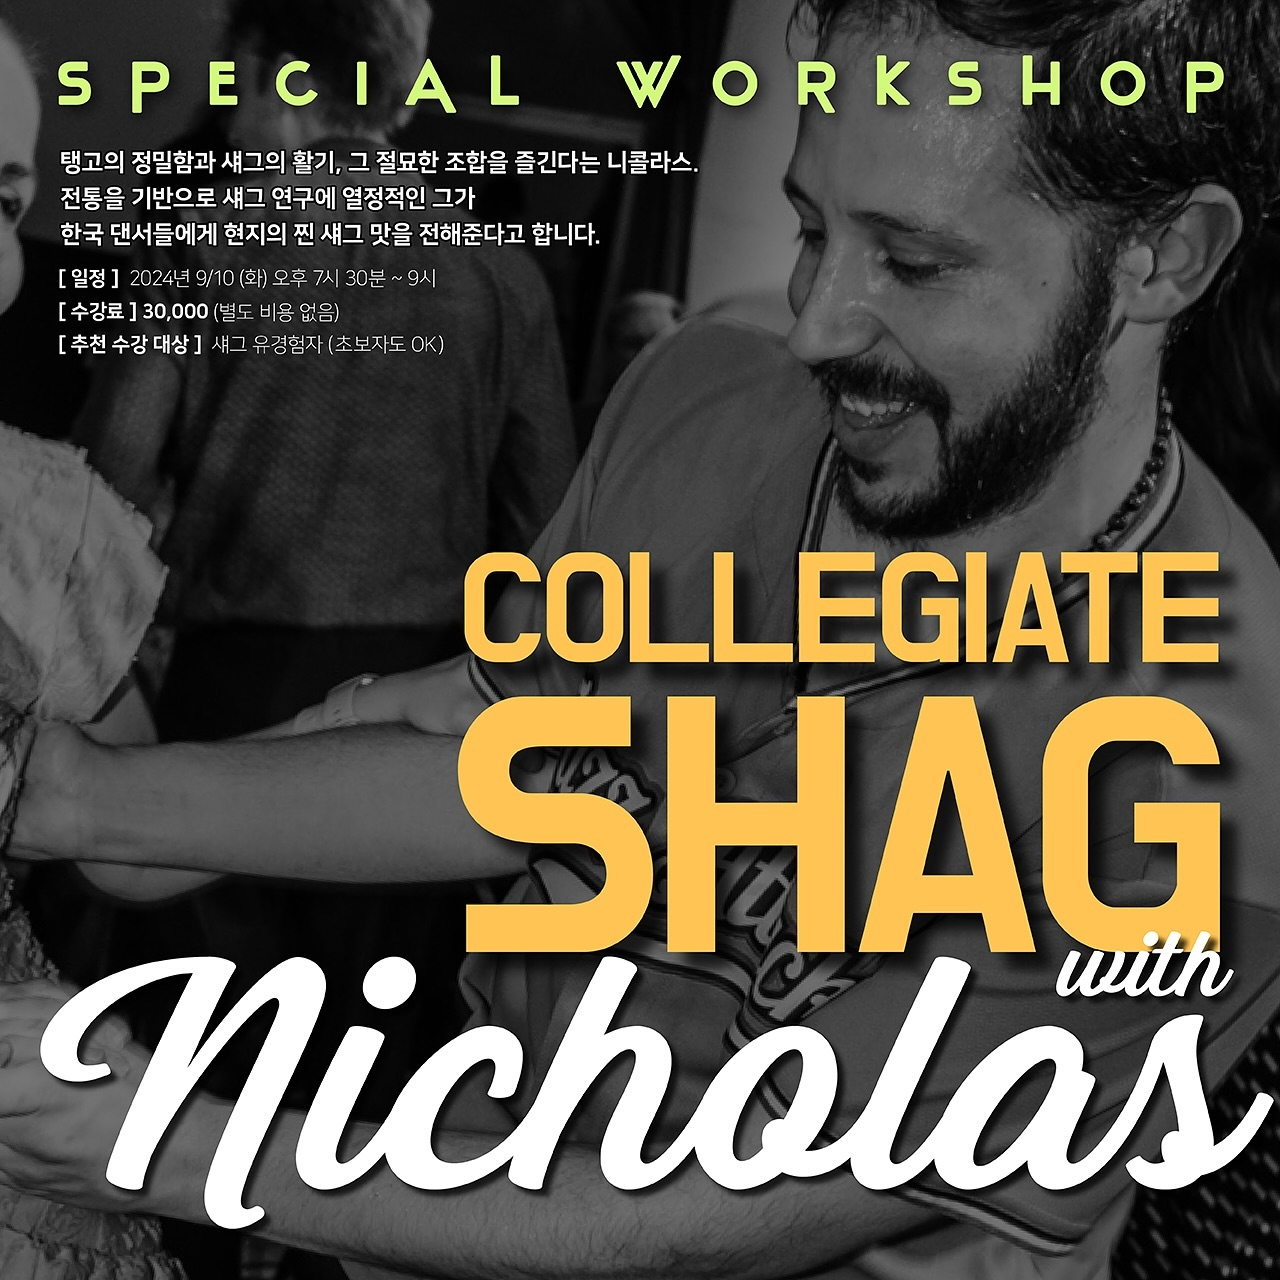 SPECIAL WORKSHOP
탱고의 정밀함과 섀그의 활기, 그 절묘한 조합을 즐긴다는 니콜라스.
전통을 기반으로 섀그 연구에 열정적인 그가
한국 댄서들에게 현지의 찐 섀그 맛을 전해준다고 합니다.
[ 일정 ] 2024년 9/10 (화) 오후 7시 30분 ~ 9시
[ 수강료 ] 30,000 (별도 비용 없음)
[ 추천 수강 대상 ] 섀그 유경험자 (초보자도 OK)
COLLEGIATE
SHAG
with
Nicholas